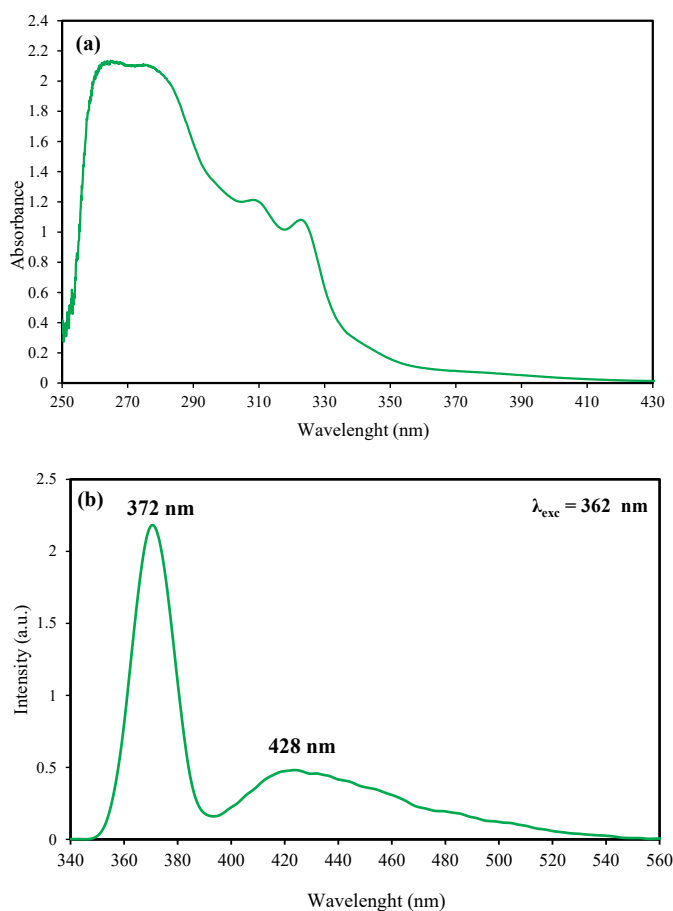 (a)
2.4
2.2
2
1.8
1.6
1.4
1.2
1
0.8
0.6
0.4
0.2
0
Absorbance
250 270 290 310 330 350 370 390 410 430
Wavelenght (nm)
(b)
372 nm
λexc = 362 nm
428 nm
2.5
2
1.5
1
0.5
0
Intensity (a.u.)
340 360 380 400 420 440 460 480 500 520 540 560
Wavelenght (nm)